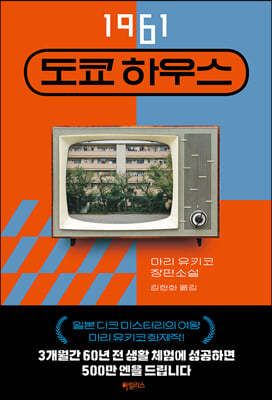 1961
도쿄 하우스
마리 유키코
장편소설
김현화 옮김
일본 다크 미스터리의 여왕
마리 유키코 화제작!
3개월간 60년 전 생활 체험에 성공하면
500만 엔을 드립니다
하빌리스